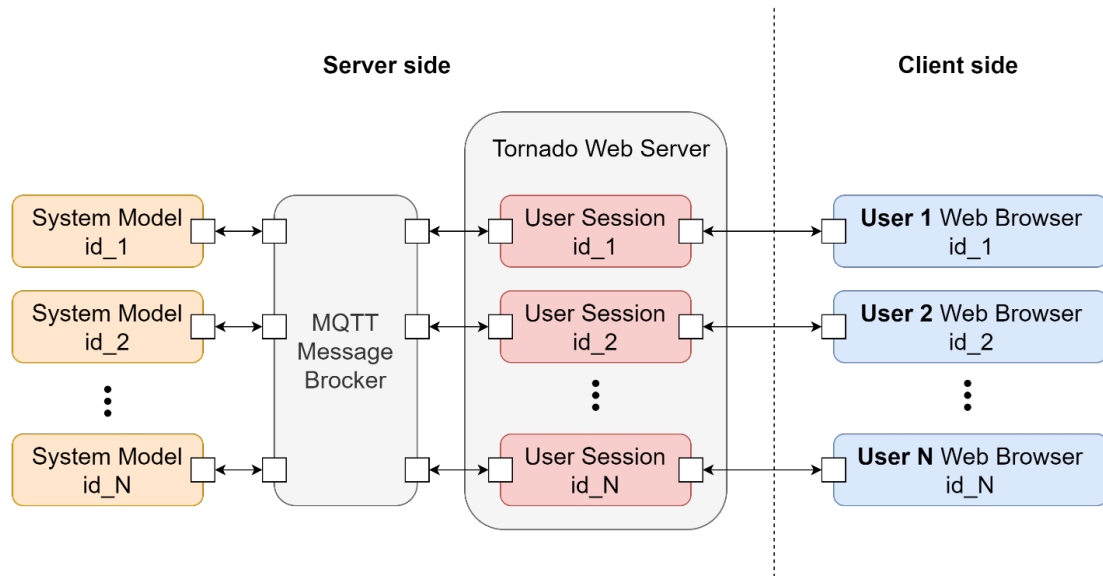 Server side
Client side
Tornado Web Server
System Model
id_1
User Session
id_1
User 1 Web Browser
id_1
System Model
id_2
MQTT
Message
Brocker
User Session
id_2
User 2 Web Browser
id_2
System Model
id_N
User Session
id_N
User N Web Browser
id_N